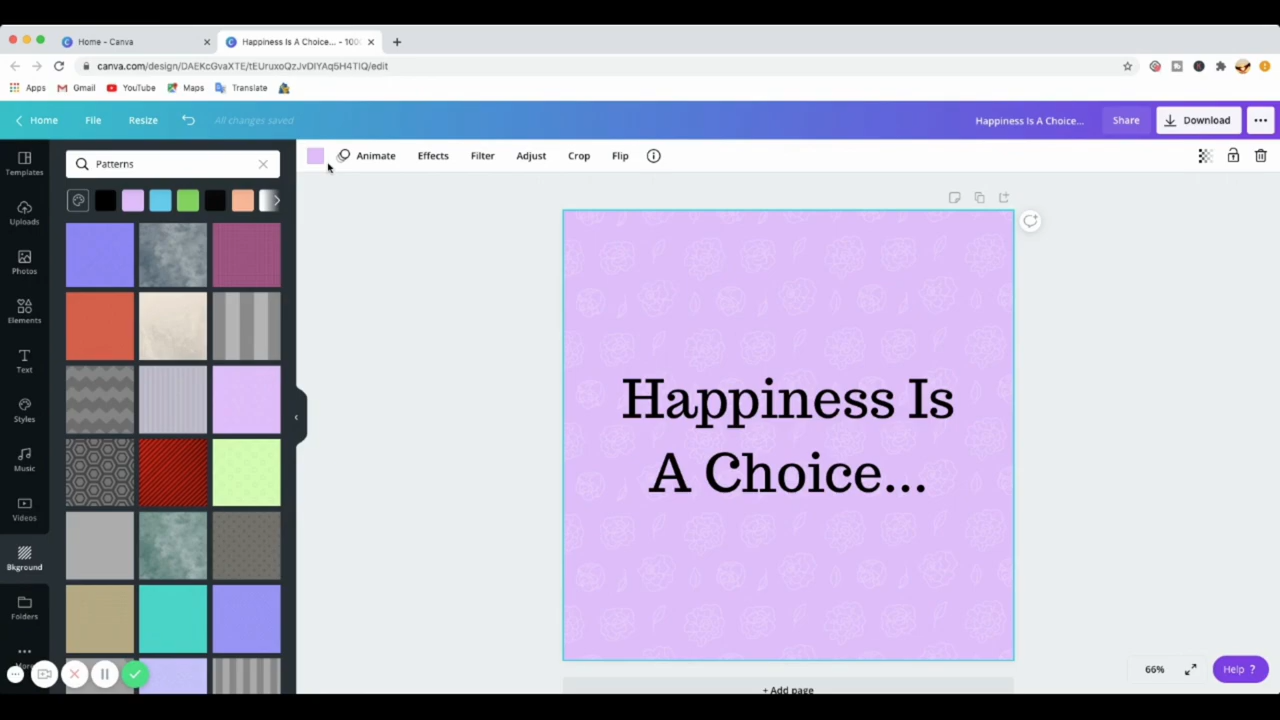 Home - Canva
Happiness Is A Choice... - 100
canva.com/design/DAEKcGvaXTE/tEUruxoQzJvDIYAq5H4TIQ/edit
Apps
Gmail
YouTube
Maps
Translate
Home
File
Resize
All changes saved
Happiness Is A Choice...
Share
Download
Templates
Patterns
Animate
Effects
Filter
Adjust
Crop
Flip
Uploads
Photos
Elements
Text
Styles
Music
Videos
Bkground
Folders
More
Happiness Is
A Choice...
66%
Help ?
+ Add page